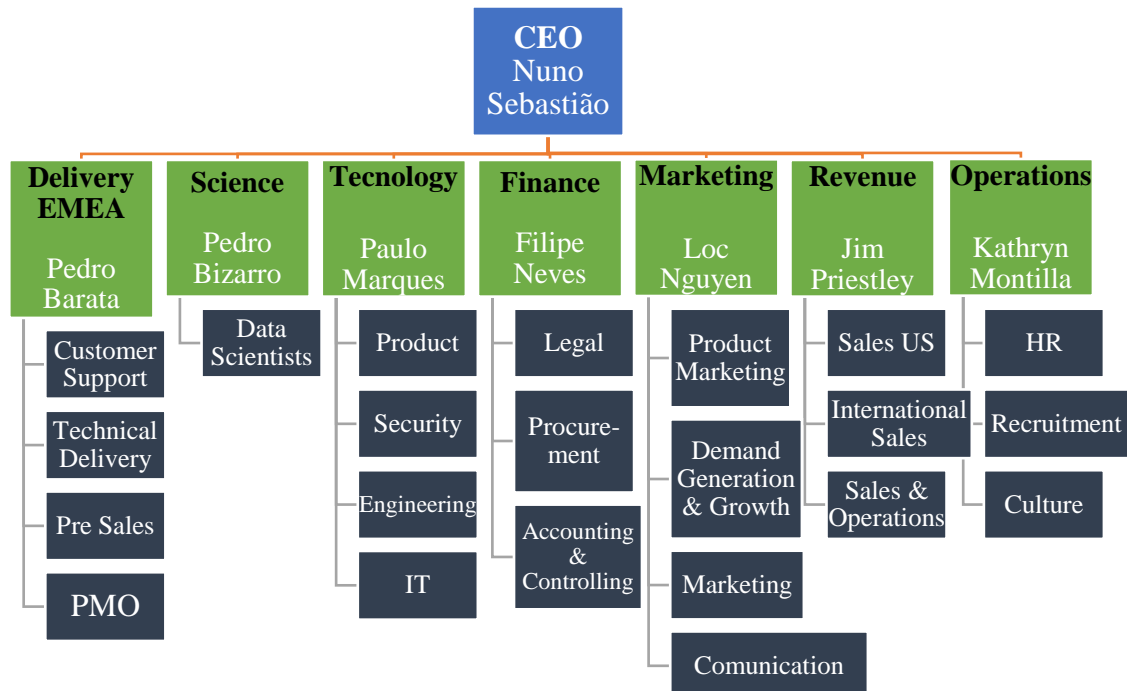 CEO
Nuno
Sebastião
Delivery
EMEA
Pedro
Barata
Customer
Support
Technical
Delivery
Pre Sales
PMO
Science
Pedro
Bizarro
Data
Scientists
Tecnology
Paulo
Marques
Product
Security
Engineering
IT
Finance
Filipe
Neves
Legal
Procure-
ment
Accounting
&
Controlling
Marketing
Loc
Nguyen
Product
Marketing
Demand
Generation
& Growth
Marketing
Comunication
Revenue
Jim
Priestley
Sales US
International
Sales
Sales &
Operations
Operations
Kathryn
Montilla
HR
Recruitment
Culture